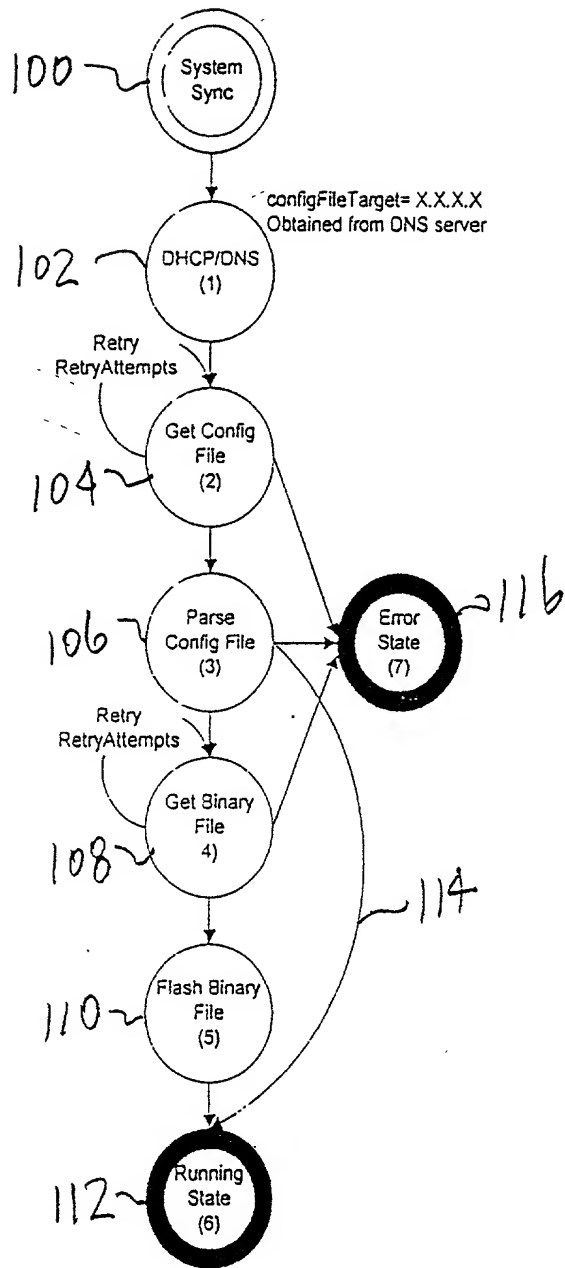 100
System
Sync
configFileTarget= X.X.X.X
Obtained from DNS server
102
DHCP/DNS
(1)
Retry
RetryAttempts
Get Config
File
(2)
104
106
Parse
Config File
(3)
Error
State
(7)
116
Retry
RetryAttempts
Get Binary
File
4)
108
114
110
Flash Binary
File
(5)
112
Running
State
(6)